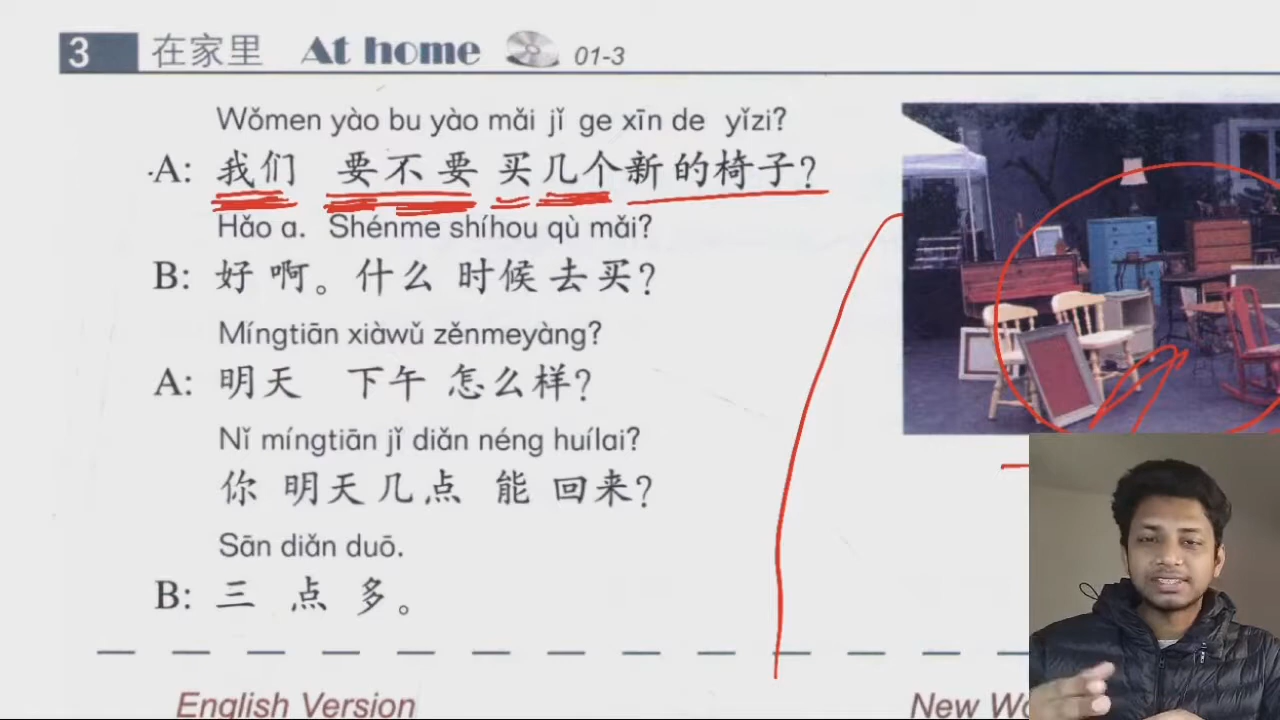 3 在家里 At home 01-3
Wǒmen yào bu yào mǎi jǐ ge xīn de yǐzi?
A: 我们 要不要 买几个新的椅子?
Hǎo a. Shénme shíhou qù mǎi?
B: 好啊。什么 时候去买?
Míngtiān xiàwǔ zěnmeyàng?
A: 明天 下午 怎么样?
Nǐ míngtiān jǐ diǎn néng huílai?
你 明天几点 能 回来?
Sān diǎn duō.
B: 三 点 多。
English Version
New